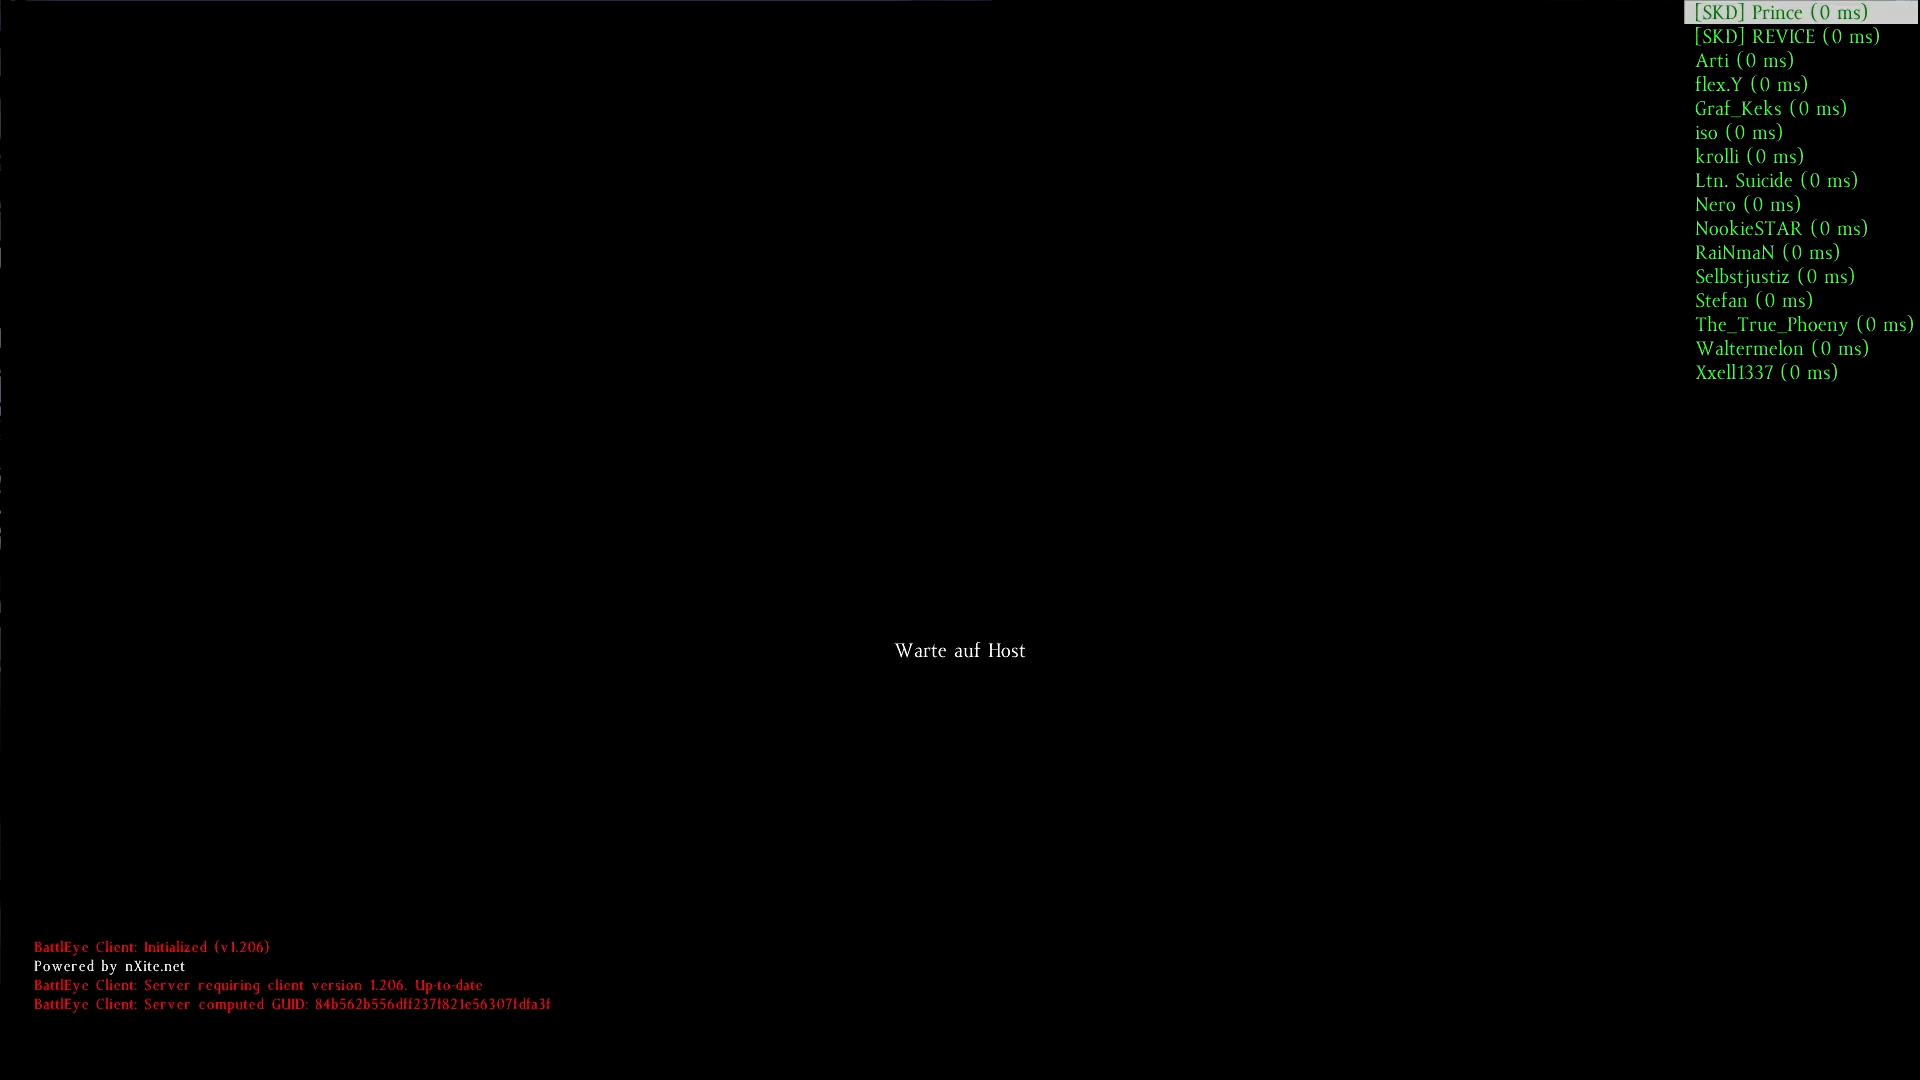 [SKD] Prince (0 ms)
[SKD] REVICE (0 ms)
Arti (0 ms)
flex.Y (0 ms)
Graf_Keks (0 ms)
iso (0 ms)
krolli (0 ms)
Ltn. Suicide (0 ms)
Nero (0 ms)
NookieSTAR (0 ms)
RaiNmaN (0 ms)
Selbstjustiz (0 ms)
Stefan (0 ms)
The_True_Phoeny (0 ms)
Waltermelon (0 ms)
Xxell1337 (0 ms)
Warte auf Host
BattlEye Client: Initialized (v1.206)
Powered by nXite.net
BattlEye Client: Server requiring client version 1.206. Up-to-date
BattlEye Client: Server computed GUID: 84b562b556dff237f821e56307fdfa3f